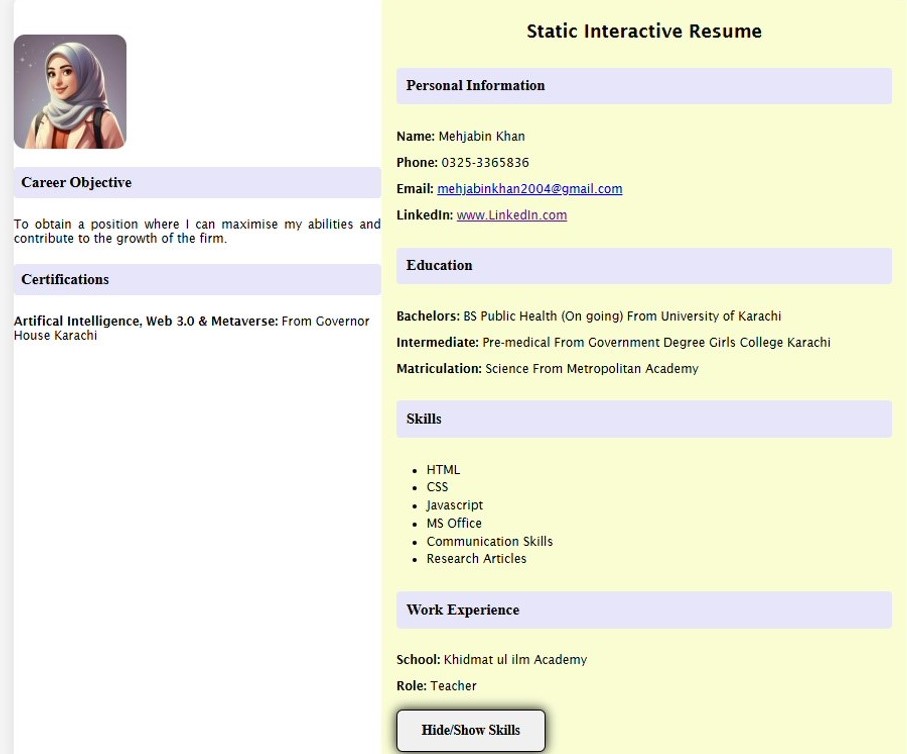 Career Objective
To obtain a position where I can maximise my abilities and
contribute to the growth of the firm.
Certifications
Artifical Intelligence, Web 3.0 & Metaverse: From Governor
House Karachi
Static Interactive Resume
Personal Information
Name: Mehjabin Khan
Phone: 0325-3365836
Email: mehjabinkhan2004@gmail.com
LinkedIn: www.LinkedIn.com
Education
Bachelors: BS Public Health (On going) From University of Karachi
Intermediate: Pre-medical From Government Degree Girls College Karachi
Matriculation: Science From Metropolitan Academy
Skills
• HTML
• CSS
• Javascript
• MS Office
• Communication Skills
• Research Articles
Work Experience
School: Khidmat ul ilm Academy
Role: Teacher
Hide/Show Skills